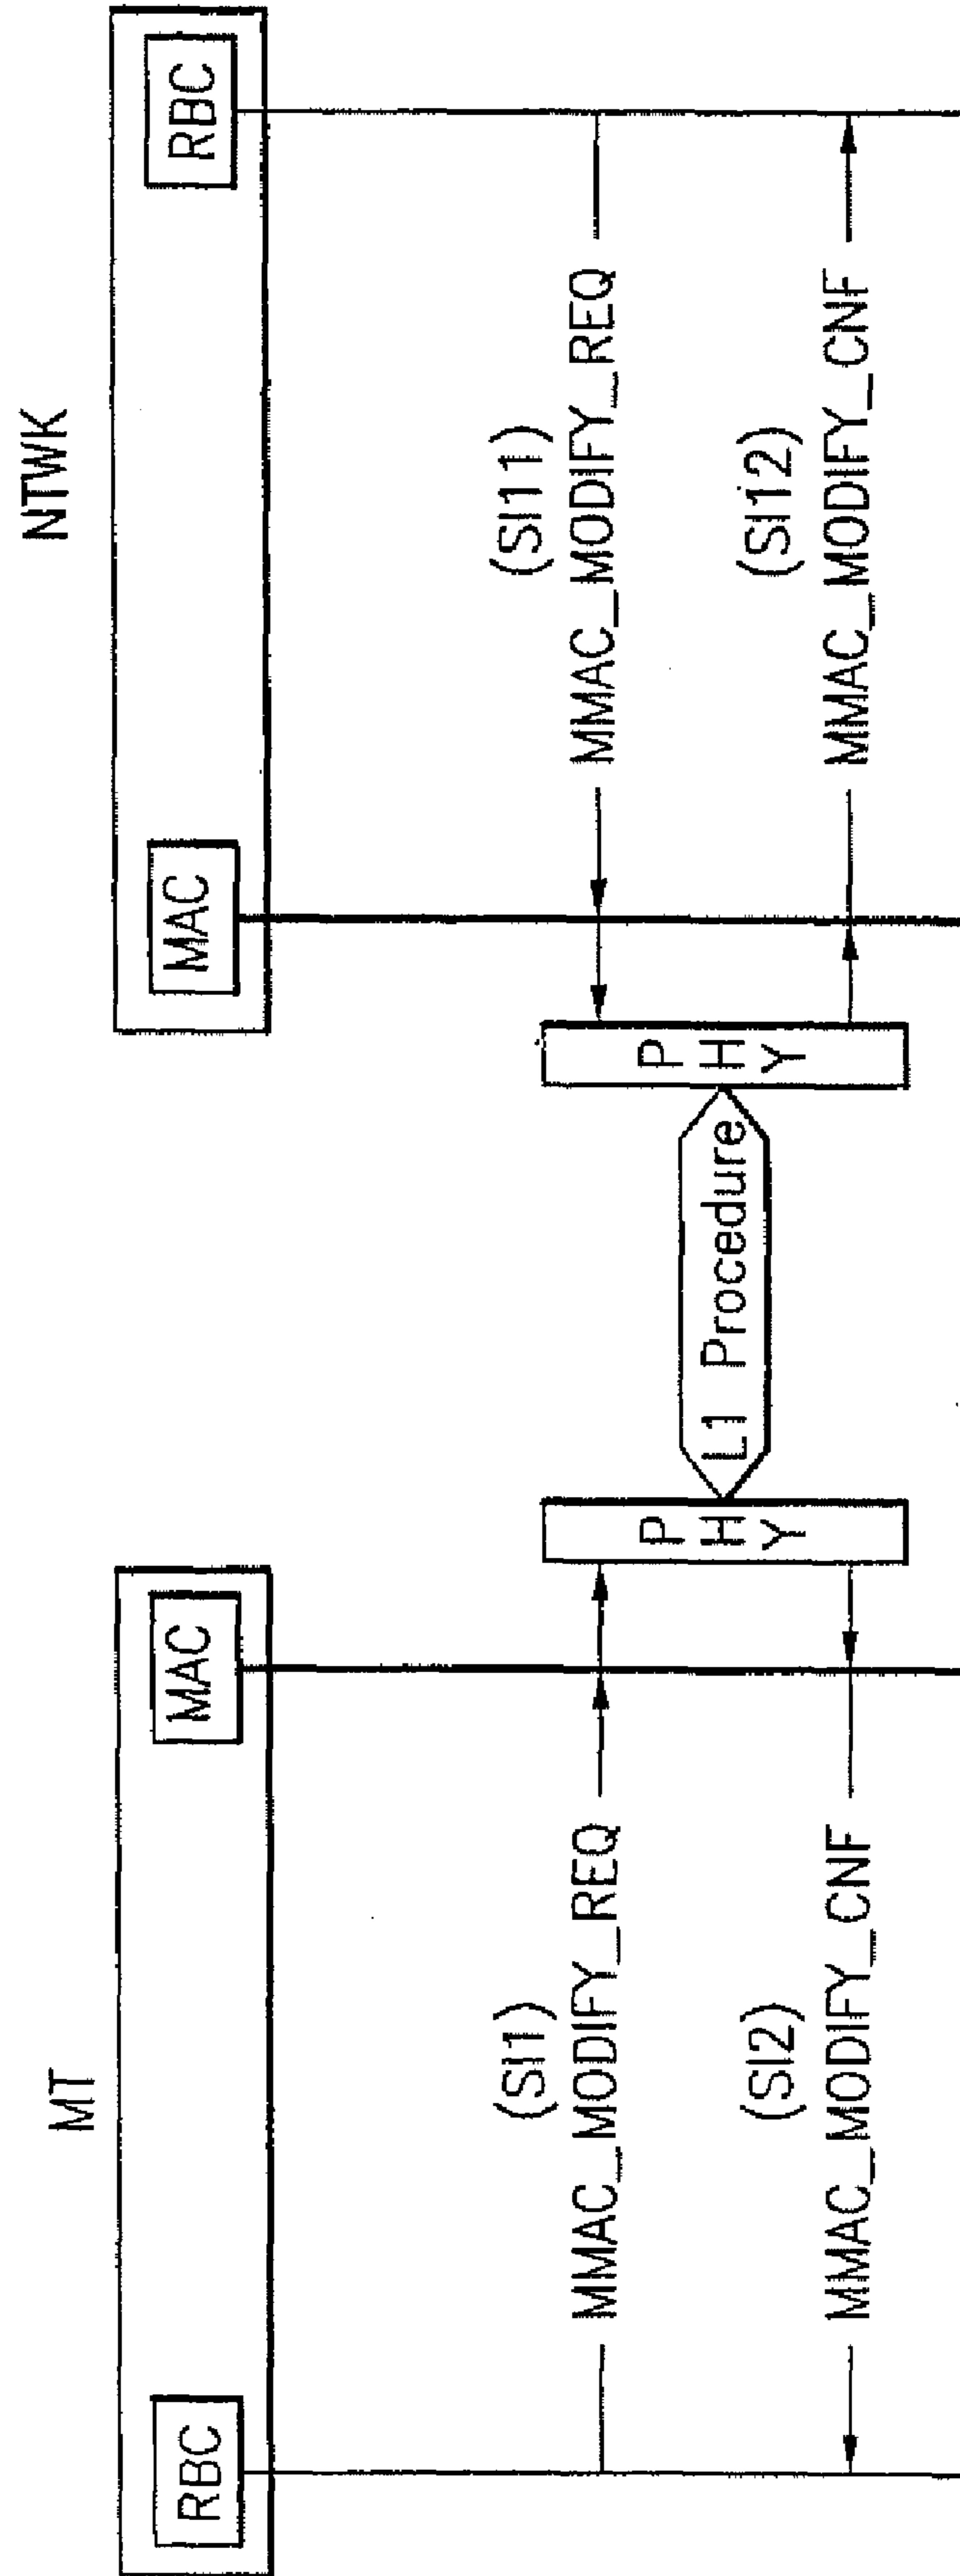 MT
NTWK
RBC
MAC
MAC
RBC
(SI1)
MMAC_MODIFY_REQ
(SI11)
MMAC_MODIFY_REQ
PHY
L1 Procedure
PHY
(SI2)
MMAC_MODIFY_CNF
(SI12)
MMAC_MODIFY_CNF